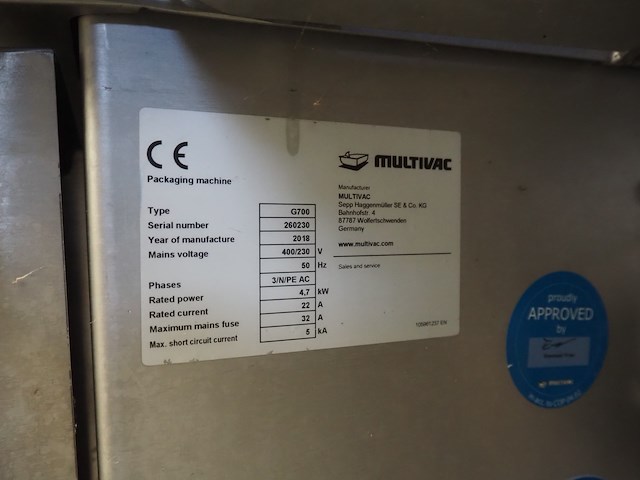 CE
MULTIVAC
Packaging machine
Manufacturer
MULTIVAC
Sepp Haggenmüller SE & Co. KG
Bahnhofstr. 4
87787 Wolfertschwenden
Germany
www.multivac.com
Sales and service
Type G700
Serial number 260230
Year of manufacture 2018
Mains voltage 400/230 V
50 Hz
Phases 3/N/PE AC
Rated power 4,7 kW
Rated current 22 A
Maximum mains fuse 32 A
Max. short circuit current 5 kA
proudly
APPROVED
by
MULTIVAC